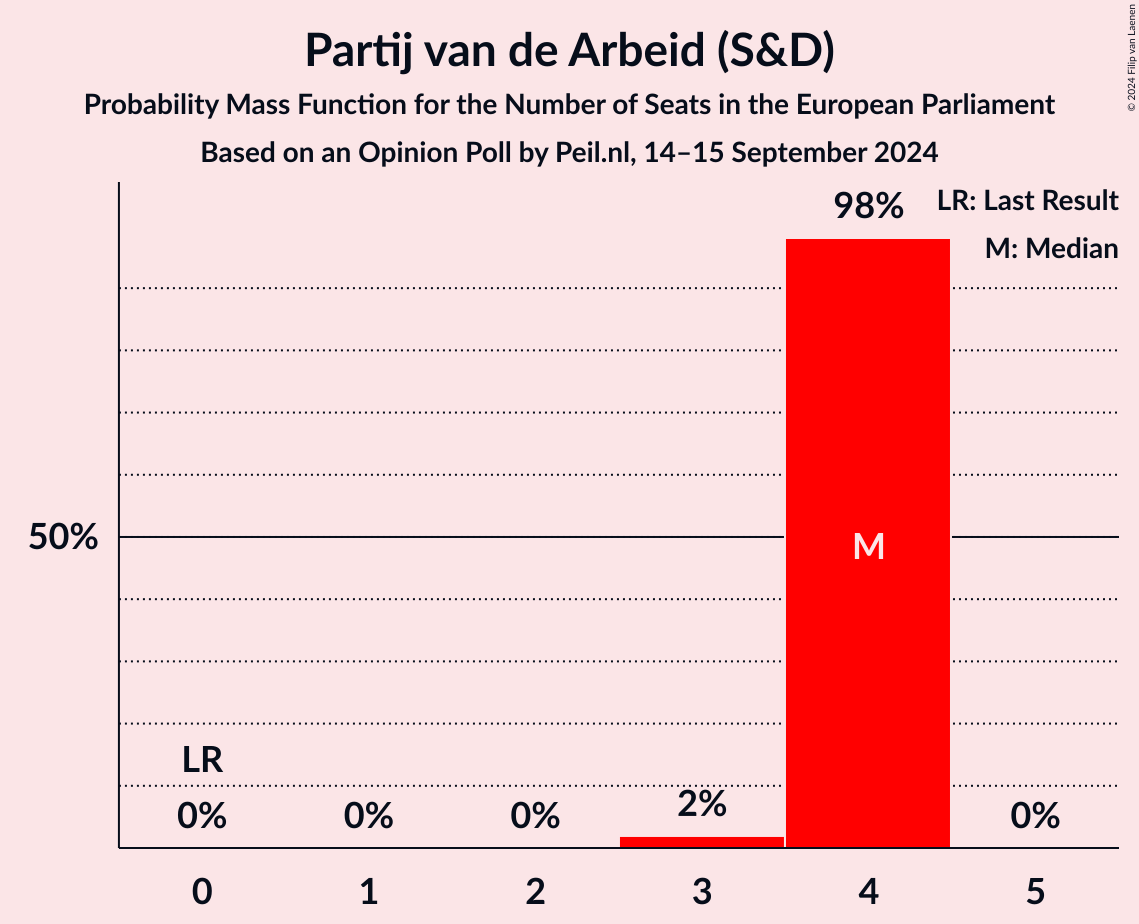 Partij van de Arbeid (S&D)
Probability Mass Function for the Number of Seats in the European Parliament
Based on an Opinion Poll by Peil.nl, 14–15 September 2024
© 2024 Filip van Laenen
98%
LR: Last Result
M: Median
50%
M
LR
0%
0%
0%
2%
0%
0
1
2
3
4
5